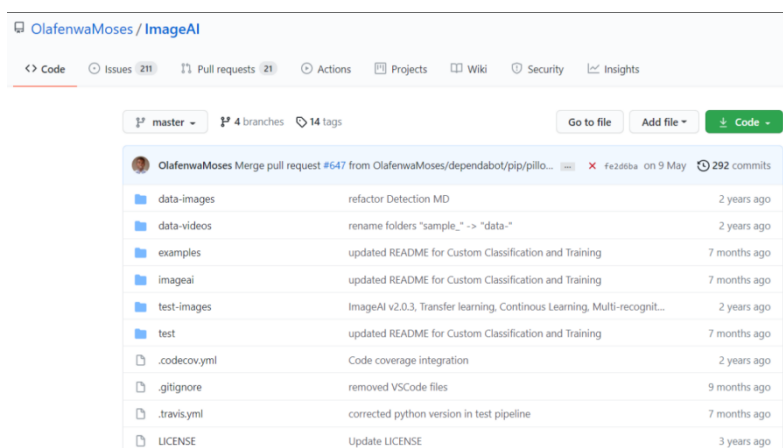 OlafenwaMoses / ImageAI
Code Issues 211 Pull requests 21 Actions Projects Wiki Security Insights
master 4 branches 14 tags Go to file Add file Code
OlafenwaMoses Merge pull request #647 from OlafenwaMoses/dependabot/pip/pillo... ... fe2d6ba on 9 May 292 commits
data-images refactor Detection MD 2 years ago
data-videos rename folders "sample_" -> "data-" 2 years ago
examples updated README for Custom Classification and Training 7 months ago
imageai updated README for Custom Classification and Training 7 months ago
test-images ImageAI v2.0.3, Transfer learning, Continous Learning, Multi-recognit... 2 years ago
test updated README for Custom Classification and Training 7 months ago
.codecov.yml Code coverage integration 2 years ago
.gitignore removed VSCode files 9 months ago
.travis.yml corrected python version in test pipeline 7 months ago
LICENSE Update LICENSE 3 years ago